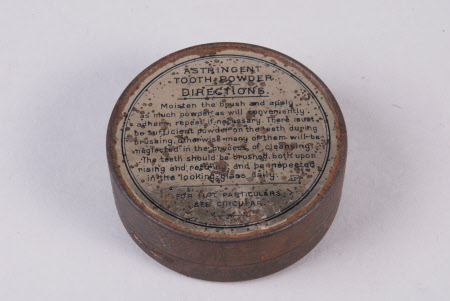 ASTRINGENT
TOOTH POWDER
DIRECTIONS.
Moisten the brush and apply
as much powder as will conveniently
adhere, repeat if necessary. There must
be sufficient powder on the teeth during
brushing, otherwise many of them will be
neglected in the process of cleansing.
The teeth should be brushed both upon
rising and retiring, and be inspected
in the looking glass daily.
FOR PARTICULARS
SEE CIRCULAR.